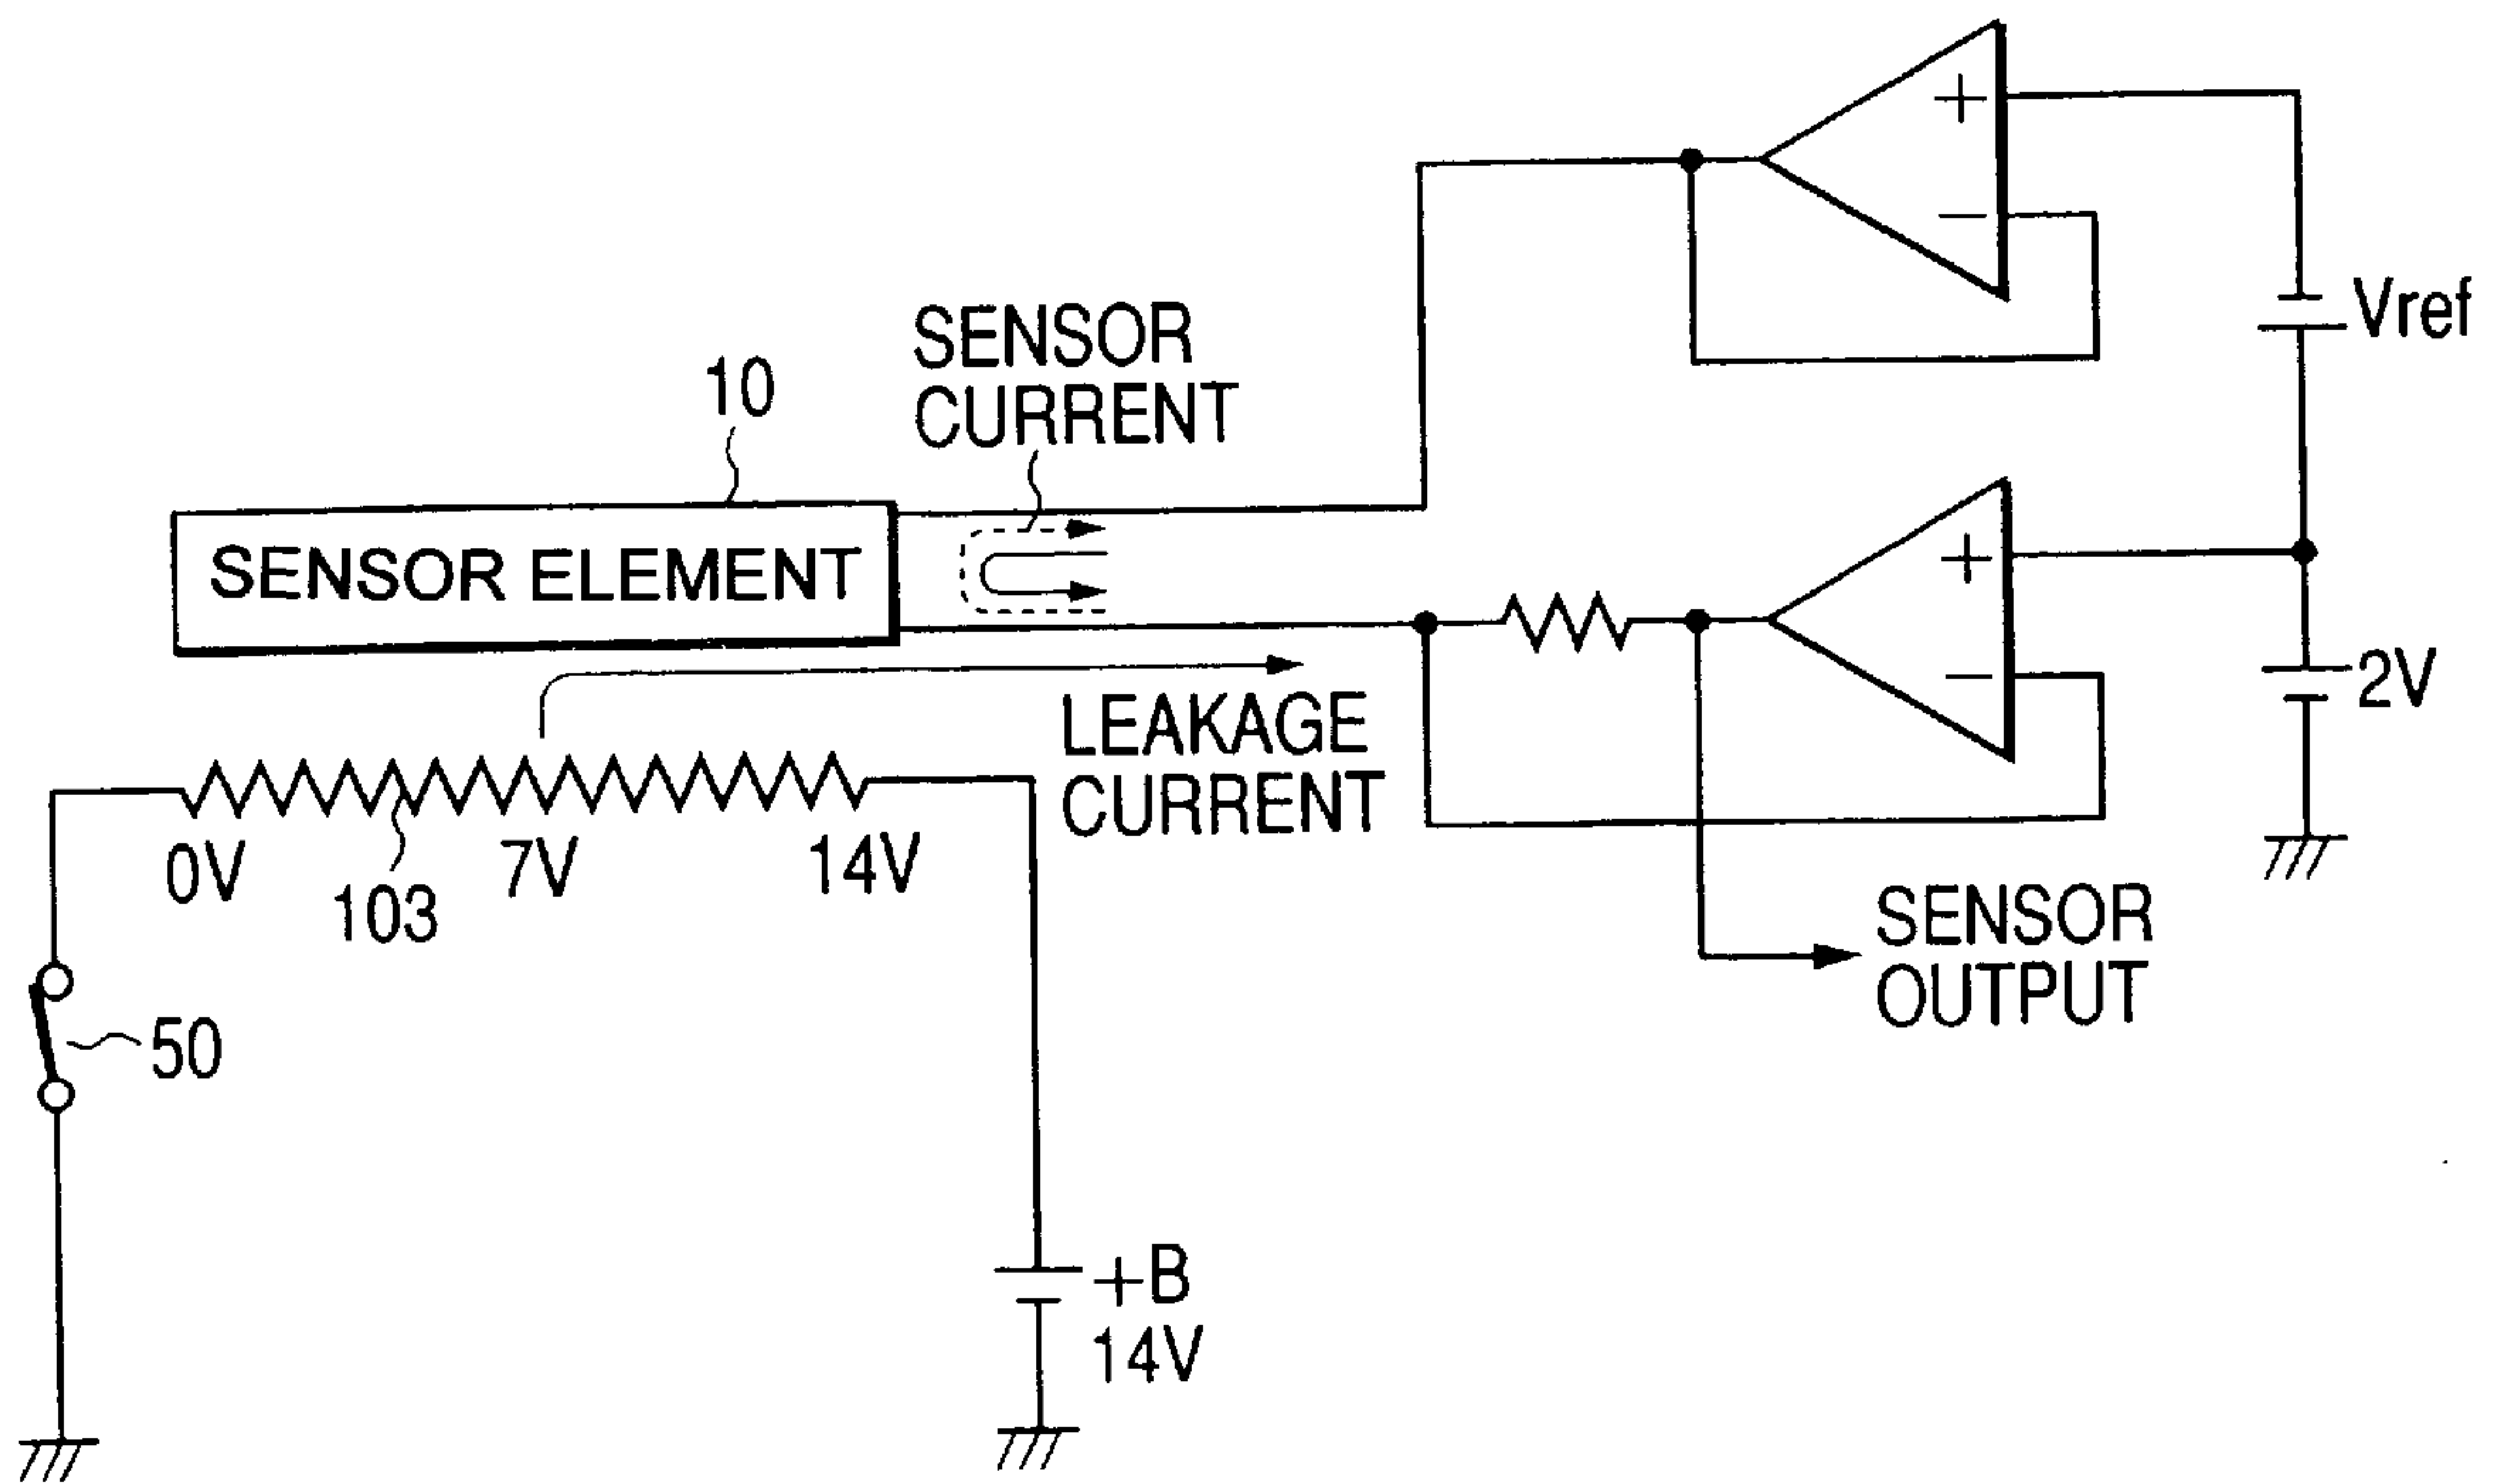 +
−
Vref
SENSOR
CURRENT
10
SENSOR ELEMENT
+
−
2V
LEAKAGE
CURRENT
0V
7V
14V
103
SENSOR
OUTPUT
50
+B
14V